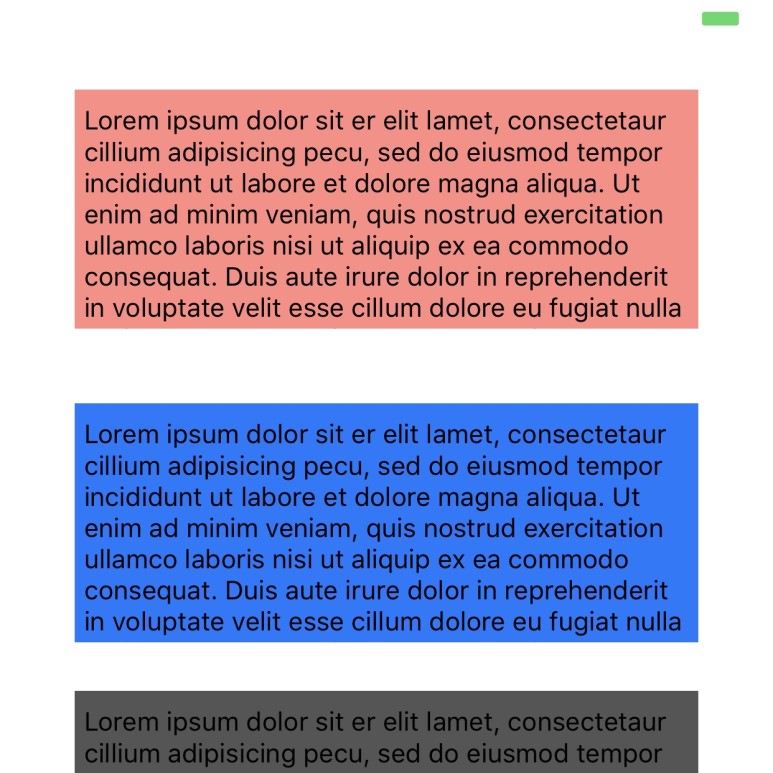 Lorem ipsum dolor sit er elit lamet, consectetaur
cillium adipisicing pecu, sed do eiusmod tempor
incididunt ut labore et dolore magna aliqua. Ut
enim ad minim veniam, quis nostrud exercitation
ullamco laboris nisi ut aliquip ex ea commodo
consequat. Duis aute irure dolor in reprehenderit
in voluptate velit esse cillum dolore eu fugiat nulla
Lorem ipsum dolor sit er elit lamet, consectetaur
cillium adipisicing pecu, sed do eiusmod tempor
incididunt ut labore et dolore magna aliqua. Ut
enim ad minim veniam, quis nostrud exercitation
ullamco laboris nisi ut aliquip ex ea commodo
consequat. Duis aute irure dolor in reprehenderit
in voluptate velit esse cillum dolore eu fugiat nulla
Lorem ipsum dolor sit er elit lamet, consectetaur
cillium adipisicing pecu, sed do eiusmod tempor